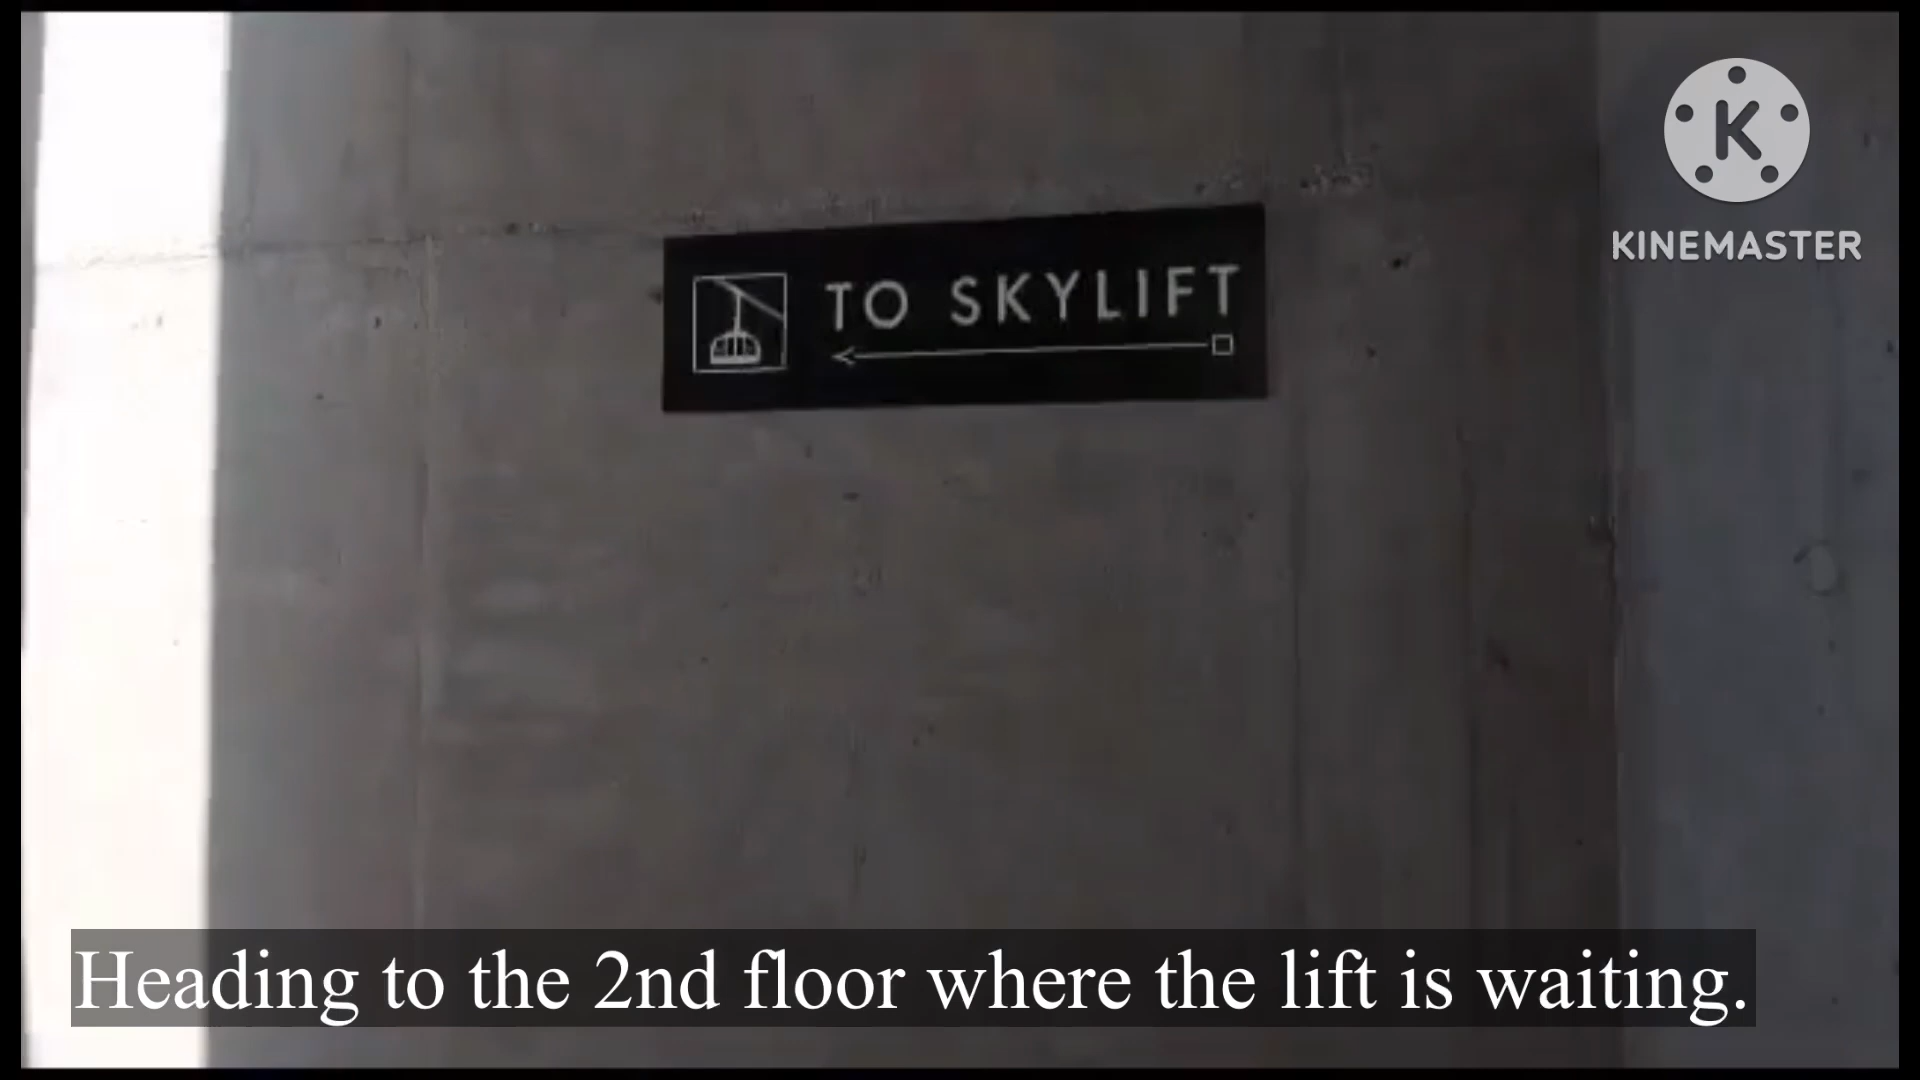 K
KINEMASTER
TO SKYLIFT
Heading to the 2nd floor where the lift is waiting.